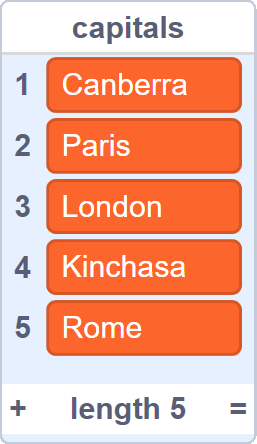 capitals
1 Canberra
2 Paris
3 London
4 Kinchasa
5 Rome
+ length 5 =